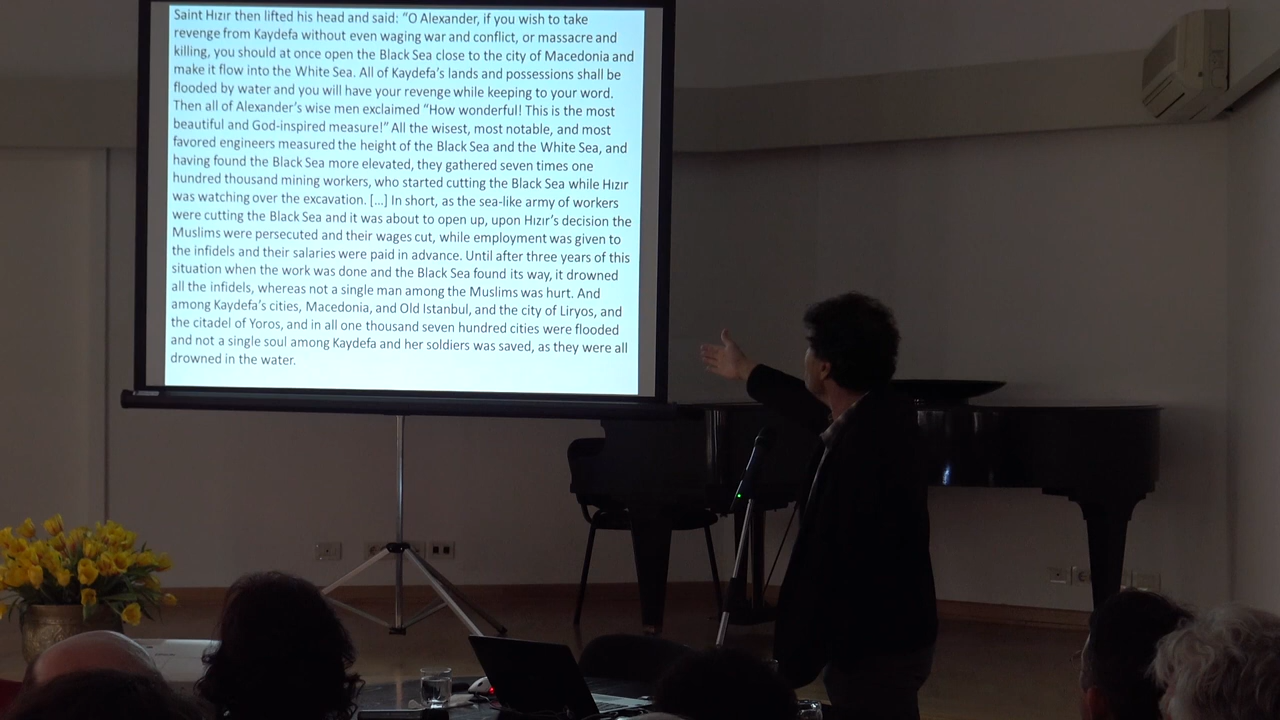 Saint Hızır then lifted his head and said: “O Alexander, if you wish to take
revenge from Kaydefa without even waging war and conflict, or massacre and
killing, you should at once open the Black Sea close to the city of Macedonia and
make it flow into the White Sea. All of Kaydefa’s lands and possessions shall be
flooded by water and you will have your revenge while keeping to your word.
Then all of Alexander’s wise men exclaimed “How wonderful! This is the most
beautiful and God-inspired measure!” All the wisest, most notable, and most
favored engineers measured the height of the Black Sea and the White Sea, and
having found the Black Sea more elevated, they gathered seven times one
hundred thousand mining workers, who started cutting the Black Sea while Hızır
was watching over the excavation. [...] In short, as the sea-like army of workers
were cutting the Black Sea and it was about to open up, upon Hızır’s decision the
Muslims were persecuted and their wages cut, while employment was given to
the infidels and their salaries were paid in advance. Until after three years of this
situation when the work was done and the Black Sea found its way, it drowned
all the infidels, whereas not a single man among the Muslims was hurt. And
among Kaydefa’s cities, Macedonia, and Old Istanbul, and the city of Liryos, and
the citadel of Yoros, and in all one thousand seven hundred cities were flooded
and not a single soul among Kaydefa and her soldiers was saved, as they were all
drowned in the water.